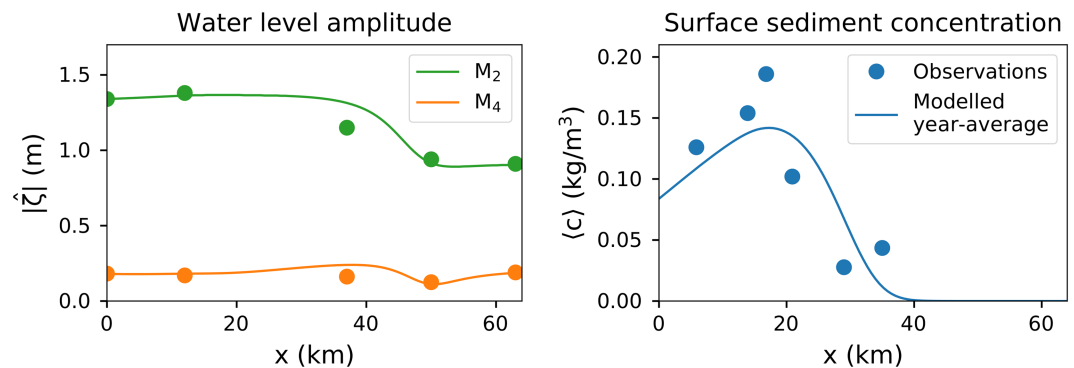 Water level amplitude
|ζ̂| (m)
1.5
1.0
0.5
0.0
M₂
M₄
0 20 40 60
x (km)
Surface sediment concentration
⟨c⟩ (kg/m³)
0.20
0.15
0.10
0.05
0.00
Observations
Modelled
year-average
0 20 40 60
x (km)